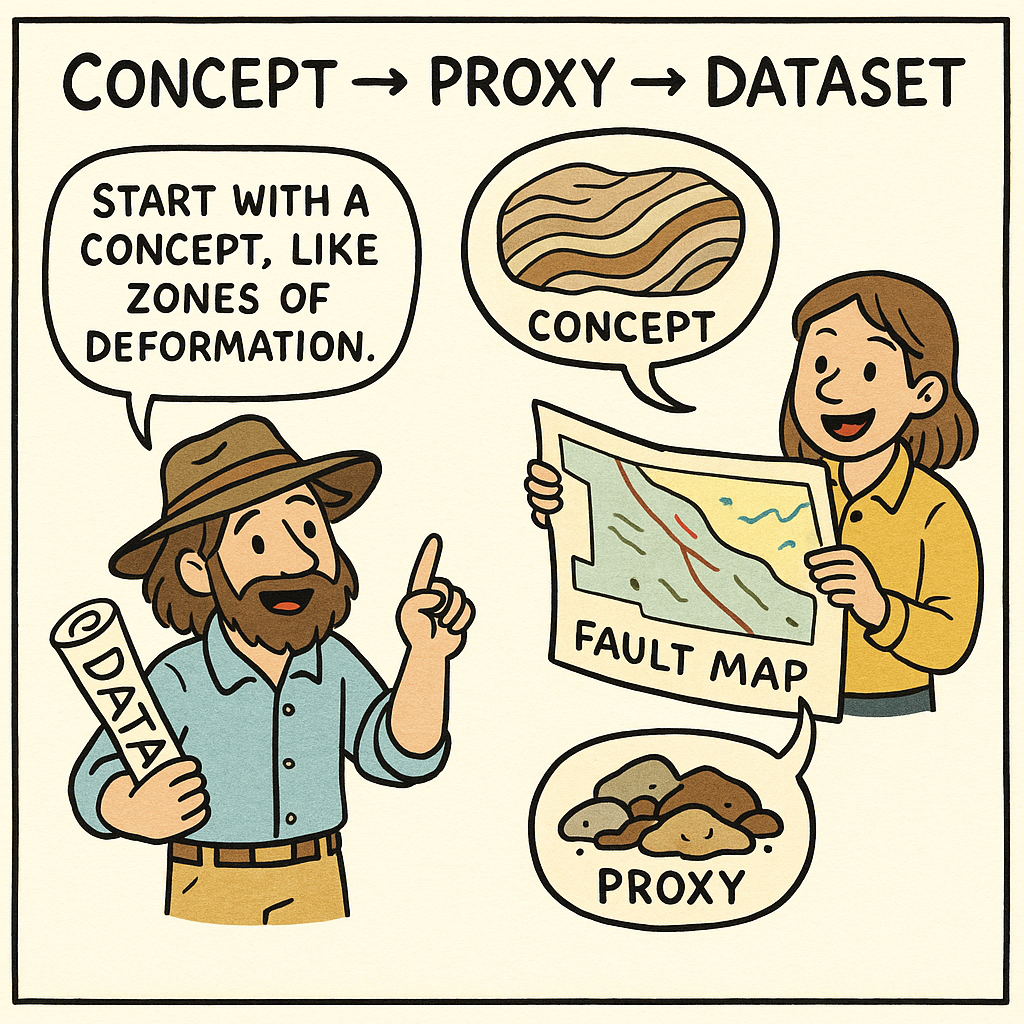 CONCEPT → PROXY → DATASET
START WITH A
CONCEPT, LIKE
ZONES OF
DEFORMATION.
CONCEPT
DATA
FAULT MAP
PROXY